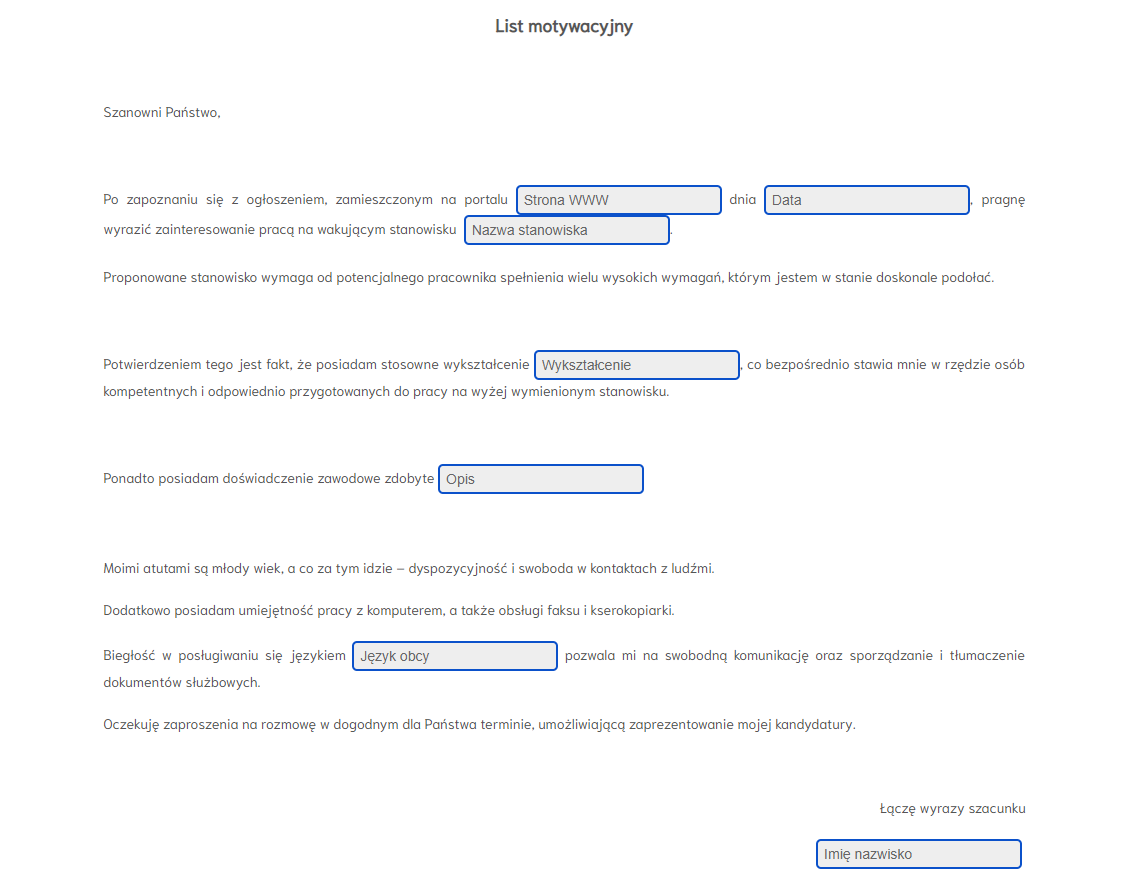 List motywacyjny
Szanowni Państwo,
Po zapoznaniu się z ogłoszeniem, zamieszczonym na portalu Strona WWW dnia Data, pragnę
wyrazić zainteresowanie pracą na wakującym stanowisku Nazwa stanowiska.
Proponowane stanowisko wymaga od potencjalnego pracownika spełnienia wielu wysokich wymagań, którym jestem w stanie doskonale podołać.
Potwierdzeniem tego jest fakt, że posiadam stosowne wykształcenie Wykształcenie, co bezpośrednio stawia mnie w rzędzie osób
kompetentnych i odpowiednio przygotowanych do pracy na wyżej wymienionym stanowisku.
Ponadto posiadam doświadczenie zawodowe zdobyte Opis
Moimi atutami są młody wiek, a co za tym idzie – dyspozycyjność i swoboda w kontaktach z ludźmi.
Dodatkowo posiadam umiejętność pracy z komputerem, a także obsługi faksu i kserokopiarki.
Biegłość w posługiwaniu się językiem Język obcy pozwala mi na swobodną komunikację oraz sporządzanie i tłumaczenie
dokumentów służbowych.
Oczekuję zaproszenia na rozmowę w dogodnym dla Państwa terminie, umożliwiającą zaprezentowanie mojej kandydatury.
Łączę wyrazy szacunku
Imię nazwisko